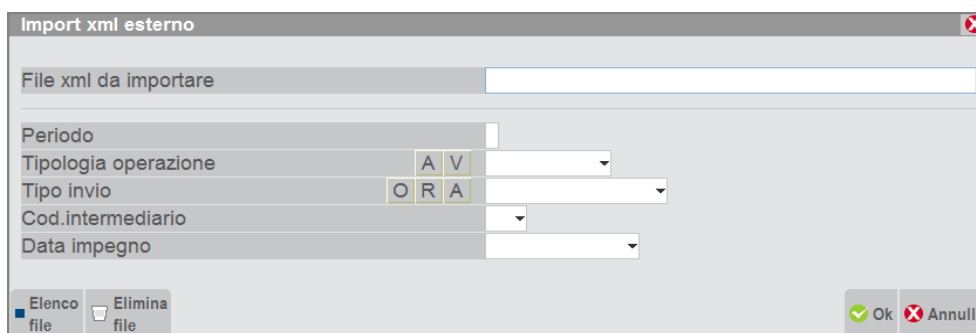 Import xml esterno
File xml da importare
Periodo
Tipologia operazione A V
Tipo invio O R A
Cod.intermediario
Data impegno
Elenco file
Elimina file
Ok
Annull